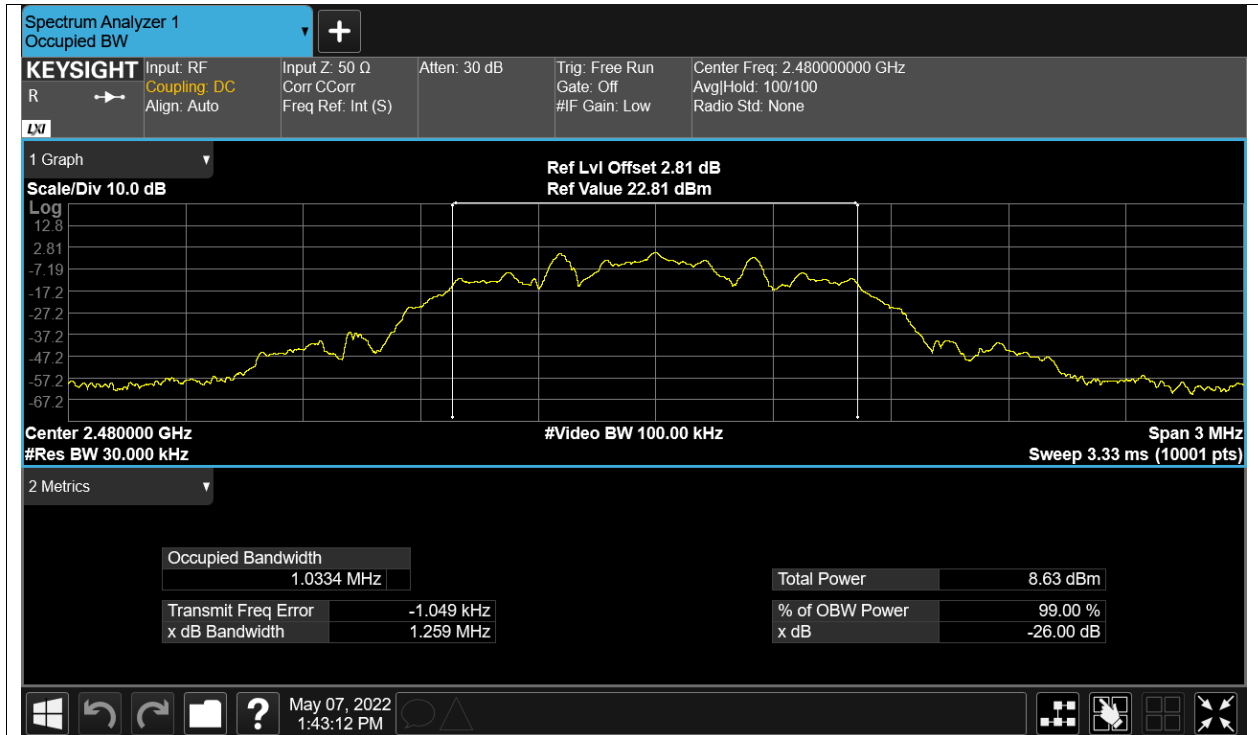 Spectrum Analyzer 1
Occupied BW
KEYSIGHT
R
LXI
Input: RF
Coupling: DC
Align: Auto
Input Z: 50 Ω
Corr CCorr
Freq Ref: Int (S)
Atten: 30 dB
Trig: Free Run
Gate: Off
#IF Gain: Low
Center Freq: 2.480000000 GHz
Avg|Hold: 100/100
Radio Std: None
1 Graph
Scale/Div 10.0 dB
Ref Lvl Offset 2.81 dB
Ref Value 22.81 dBm
Log
12.8
2.81
-7.19
-17.2
-27.2
-37.2
-47.2
-57.2
-67.2
Center 2.480000 GHz
#Video BW 100.00 kHz
Span 3 MHz
#Res BW 30.000 kHz
Sweep 3.33 ms (10001 pts)
2 Metrics
Occupied Bandwidth
1.0334 MHz
Total Power 8.63 dBm
Transmit Freq Error -1.049 kHz
% of OBW Power 99.00 %
x dB Bandwidth 1.259 MHz
x dB -26.00 dB
?
May 07, 2022
1:43:12 PM